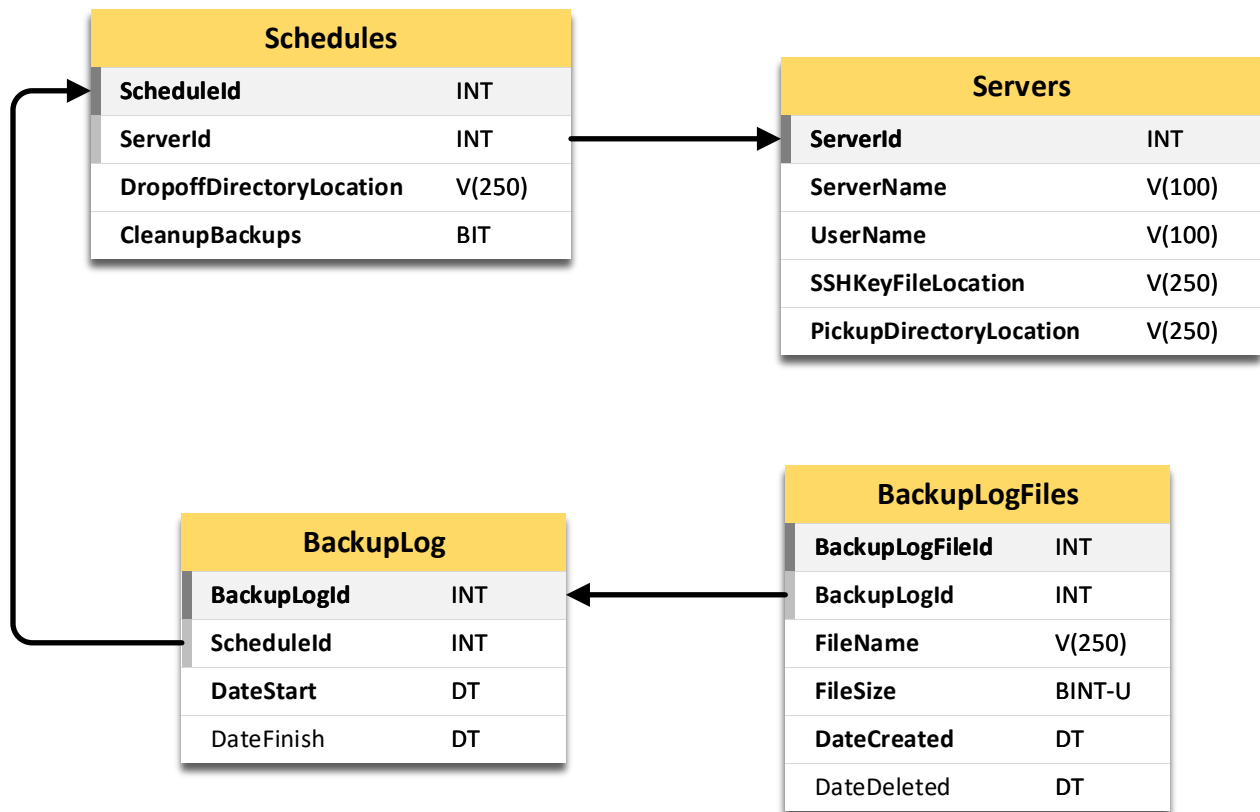 Schedules
ScheduleId INT
ServerId INT
DropoffDirectoryLocation V(250)
CleanupBackups BIT
Servers
ServerId INT
ServerName V(100)
UserName V(100)
SSHKeyFileLocation V(250)
PickupDirectoryLocation V(250)
BackupLog
BackupLogId INT
ScheduleId INT
DateStart DT
DateFinish DT
BackupLogFiles
BackupLogFileId INT
BackupLogId INT
FileName V(250)
FileSize BINT-U
DateCreated DT
DateDeleted DT